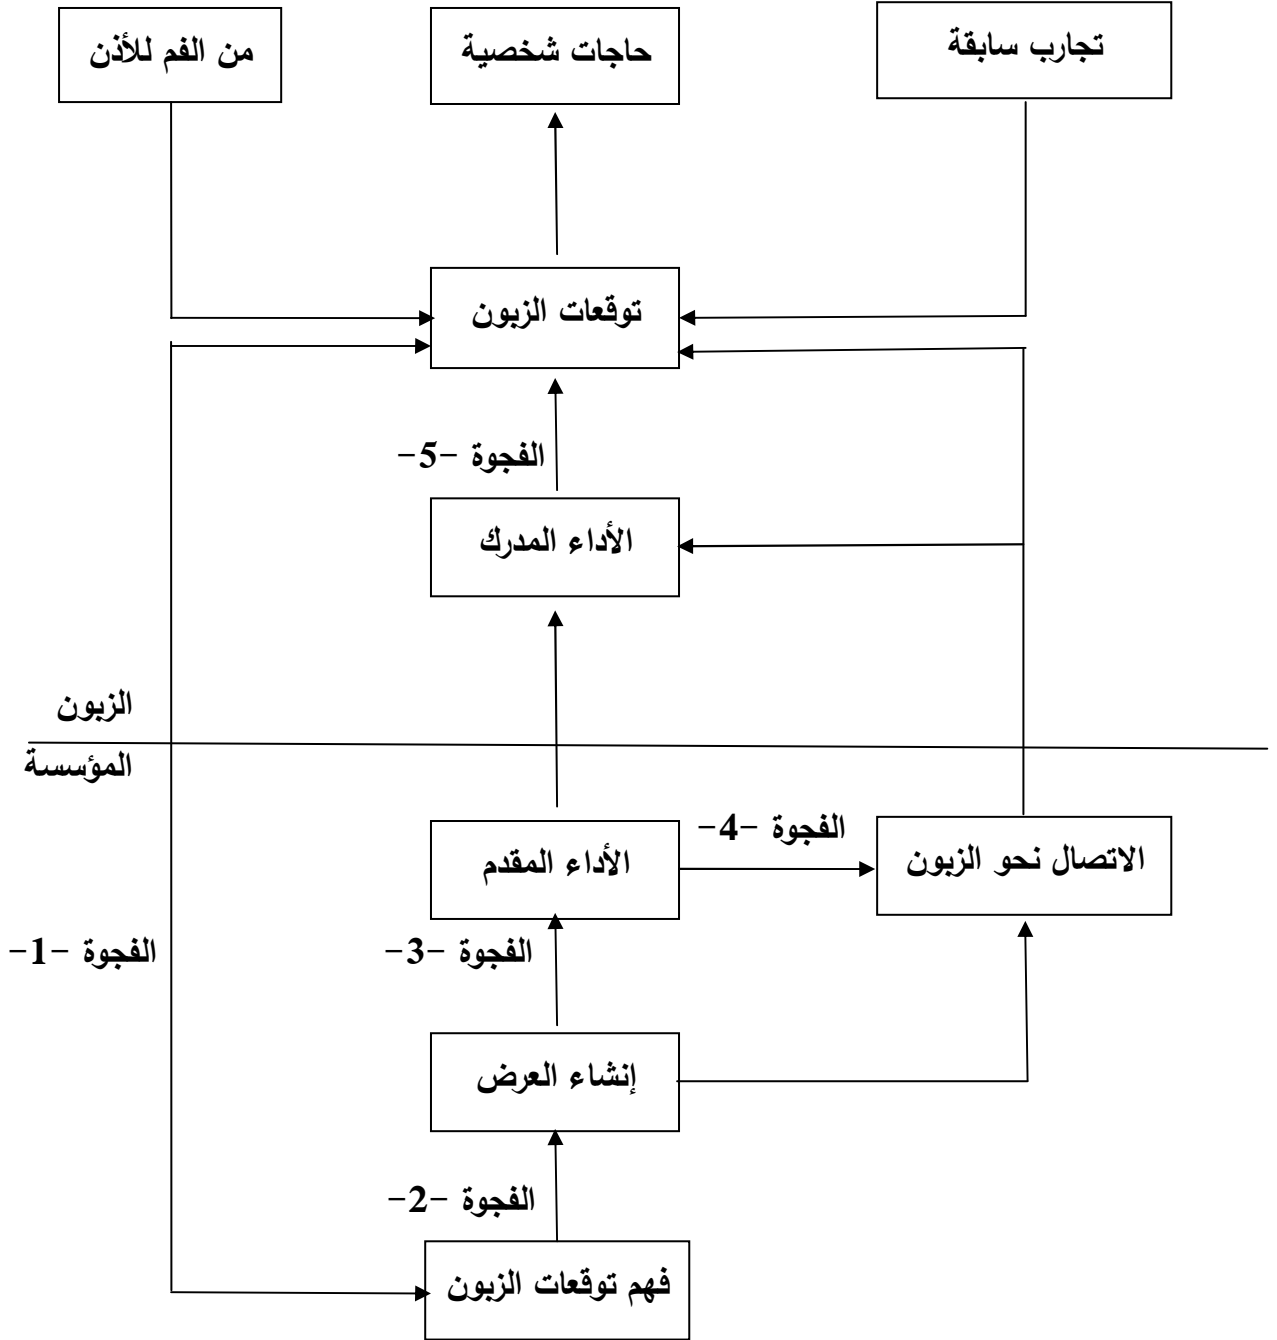 تجارب سابقة
حاجات شخصية
من الفم للأذن
توقعات الزبون
الفجوة -5-
الأداء المدرك
الزبون
المؤسسة
الفجوة -4-
الاتصال نحو الزبون
الأداء المقدم
الفجوة -3-
الفجوة -1-
إنشاء العرض
الفجوة -2-
فهم توقعات الزبون